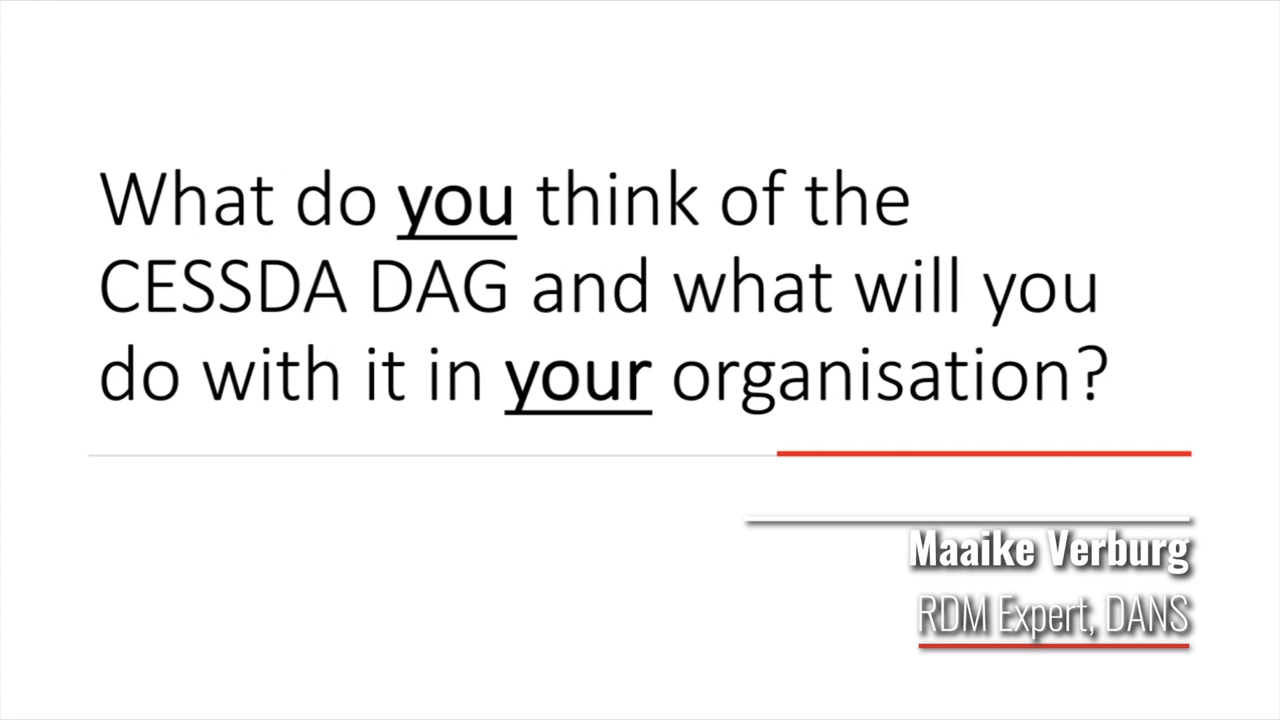 What do you think of the
CESSDA DAG and what will you
do with it in your organisation?
Maaike Verburg
RDM Expert, DANS